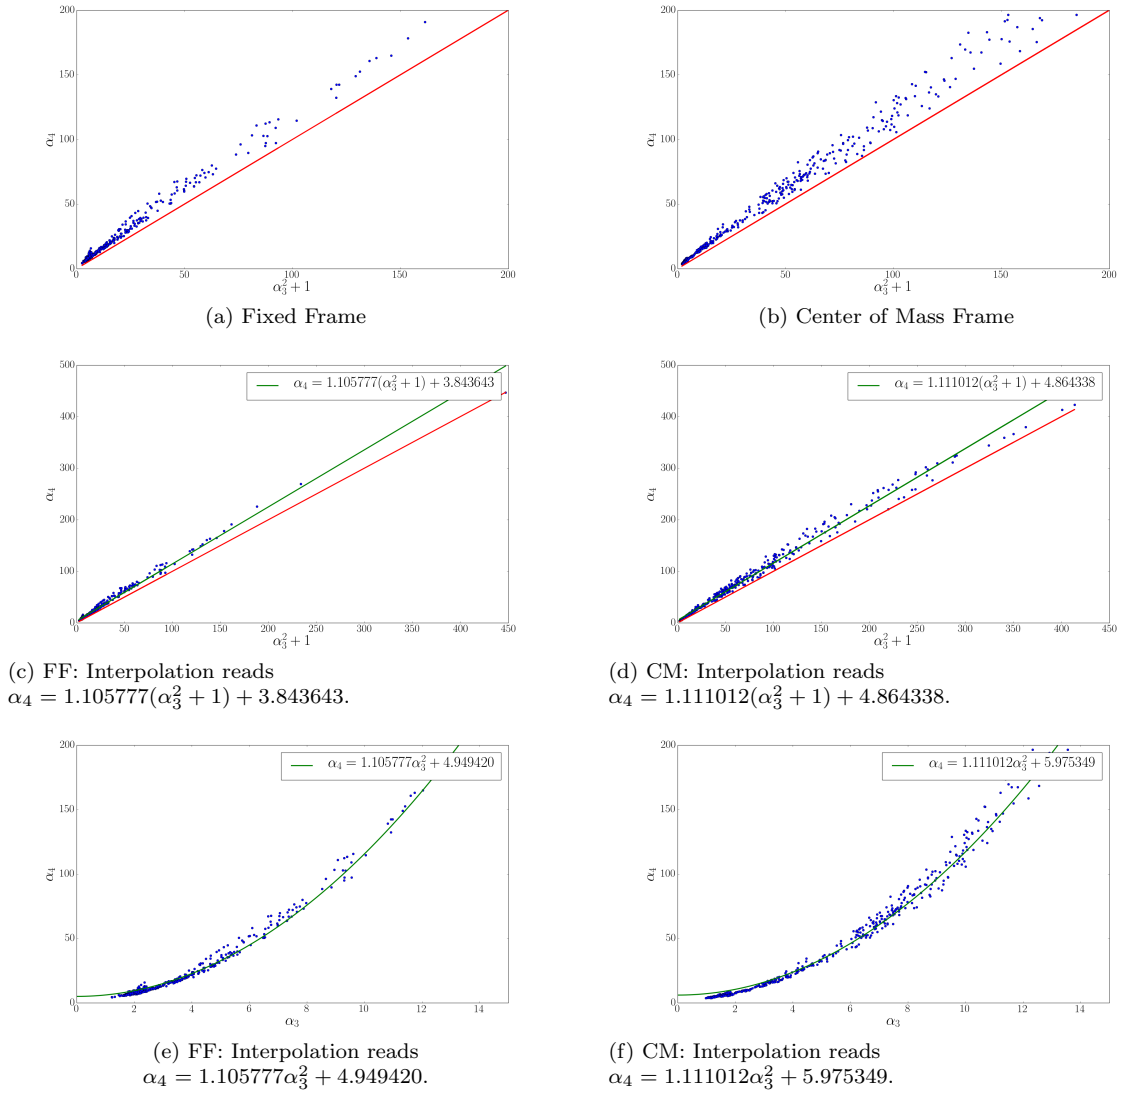 200
150
100
50
0
α₄
0 50 100 150 200
α₃² + 1
(a) Fixed Frame
200
150
100
50
0
α₄
0 50 100 150 200
α₃² + 1
(b) Center of Mass Frame
500
400
300
200
100
0
α₄
α₄ = 1.105777(α₃² + 1) + 3.843643
0 50 100 150 200 250 300 350 400 450
α₃² + 1
(c) FF: Interpolation reads
α₄ = 1.105777(α₃² + 1) + 3.843643.
500
400
300
200
100
0
α₄
α₄ = 1.111012(α₃² + 1) + 4.864338
0 50 100 150 200 250 300 350 400 450
α₃² + 1
(d) CM: Interpolation reads
α₄ = 1.111012(α₃² + 1) + 4.864338.
200
150
100
50
0
α₄
α₄ = 1.105777α₃² + 4.949420
2 4 6 8 10 12 14
α₃
(e) FF: Interpolation reads
α₄ = 1.105777α₃² + 4.949420.
200
150
100
50
0
α₄
α₄ = 1.111012α₃² + 5.975349
2 4 6 8 10 12 14
α₃
(f) CM: Interpolation reads
α₄ = 1.111012α₃² + 5.975349.